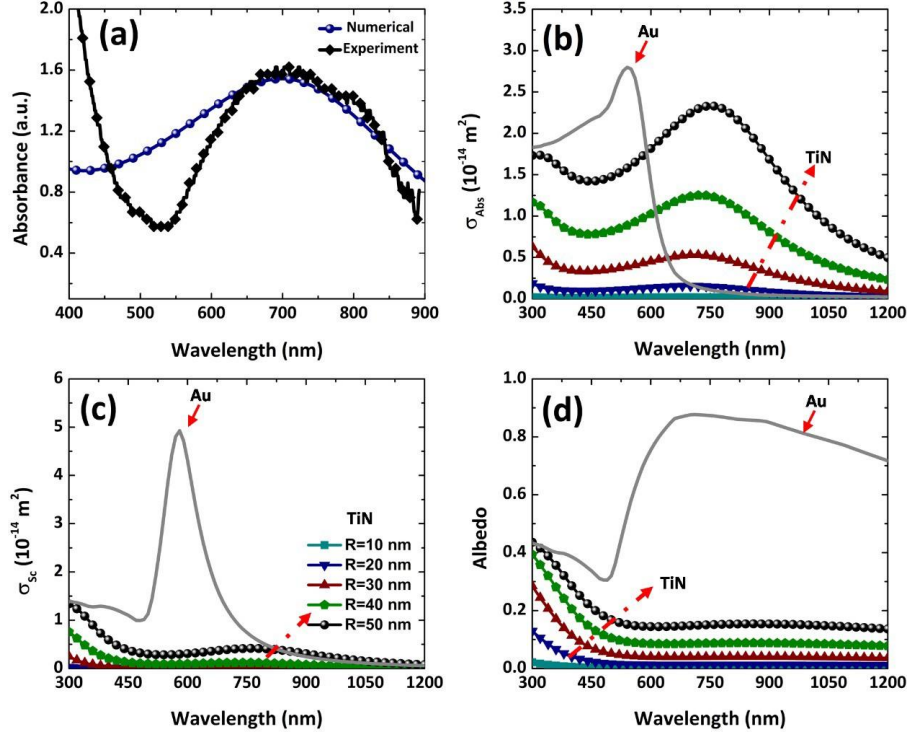 (a)
Numerical
Experiment
2.0
1.6
1.2
0.8
0.4
Absorbance (a.u.)
400 500 600 700 800 900
Wavelength (nm)
(b)
Au
TiN
3.5
3.0
2.5
2.0
1.5
1.0
0.5
0.0
σAbs (10⁻¹⁴ m²)
300 450 600 750 900 1050 1200
Wavelength (nm)
(c)
Au
TiN
R=10 nm
R=20 nm
R=30 nm
R=40 nm
R=50 nm
6
5
4
3
2
1
0
σSc (10⁻¹⁴ m²)
300 450 600 750 900 1050 1200
Wavelength (nm)
(d)
Au
TiN
1.0
0.8
0.6
0.4
0.2
0.0
Albedo
300 450 600 750 900 1050 1200
Wavelength (nm)